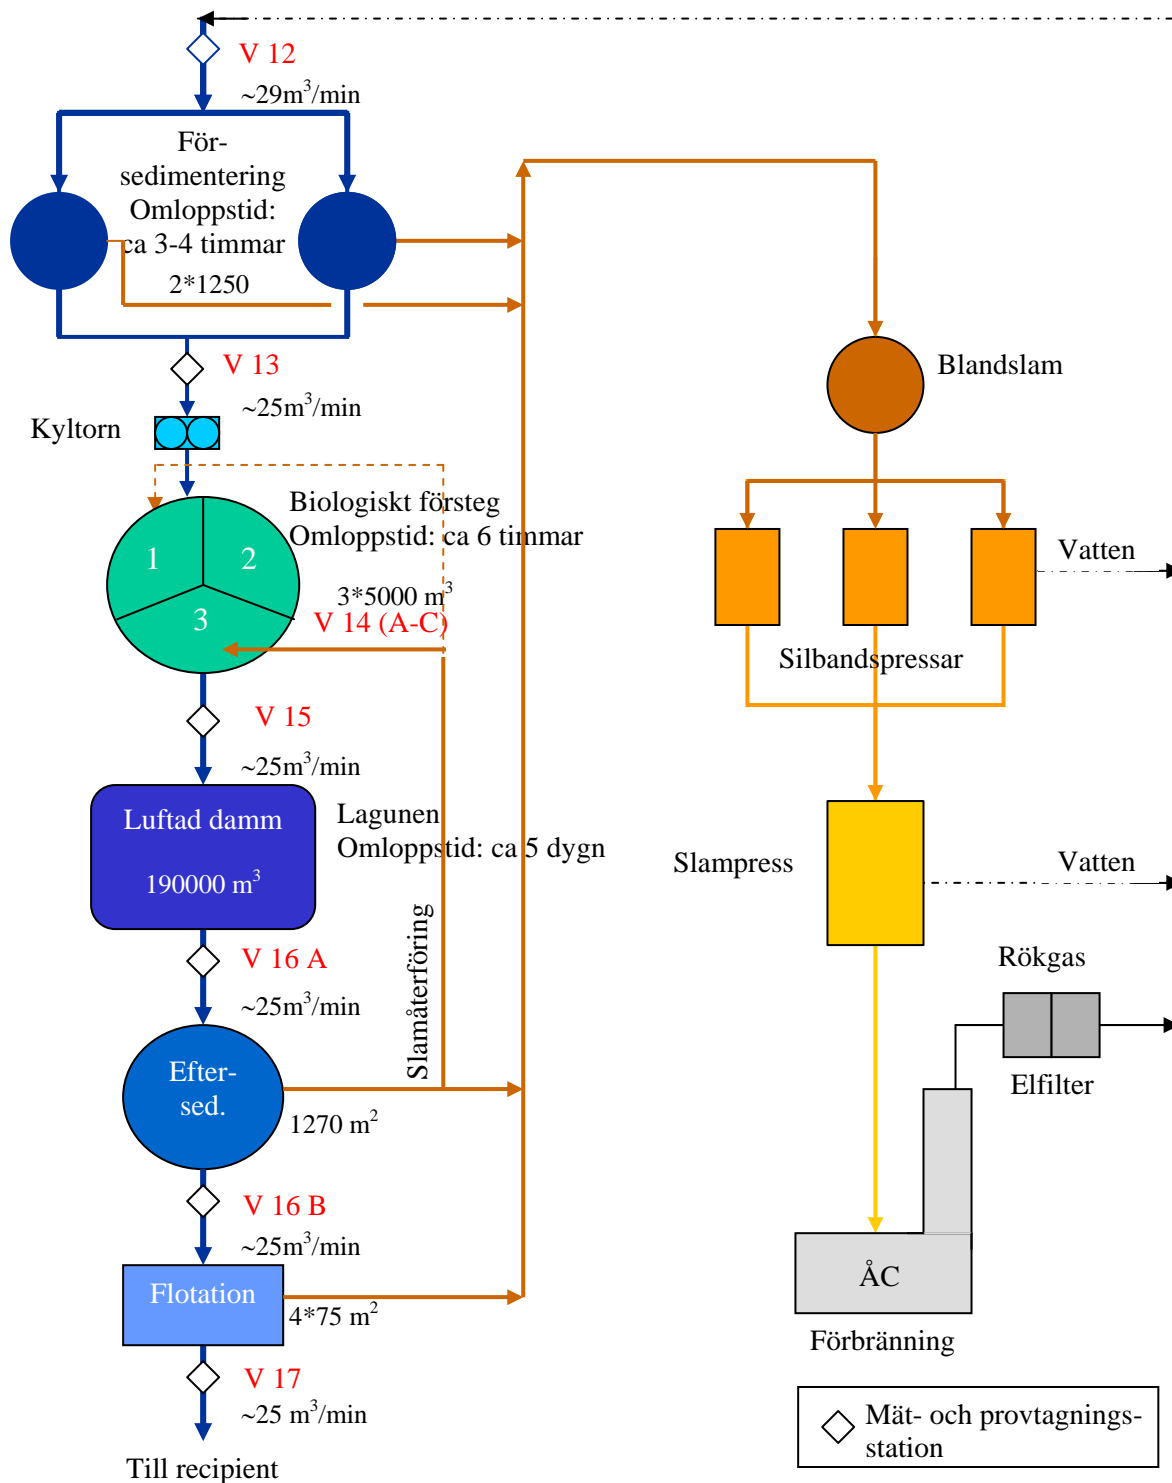 V 12
~29m³/min
För-
sedimentering
Omloppstid:
ca 3-4 timmar
2*1250
V 13
~25m³/min
Kyltorn
Biologiskt försteg
Omloppstid: ca 6 timmar
1
2
3
3*5000 m³
V 14 (A-C)
V 15
~25m³/min
Luftad damm
190000 m³
Lagunen
Omloppstid: ca 5 dygn
V 16 A
~25m³/min
Slamåterföring
Efter-
sed.
1270 m²
V 16 B
~25m³/min
Flotation
4*75 m²
V 17
~25 m³/min
Till recipient
Blandslam
Vatten
Silbandspressar
Slampress
Vatten
Rökgas
Elfilter
ÅC
Förbränning
Mät- och provtagnings-
station